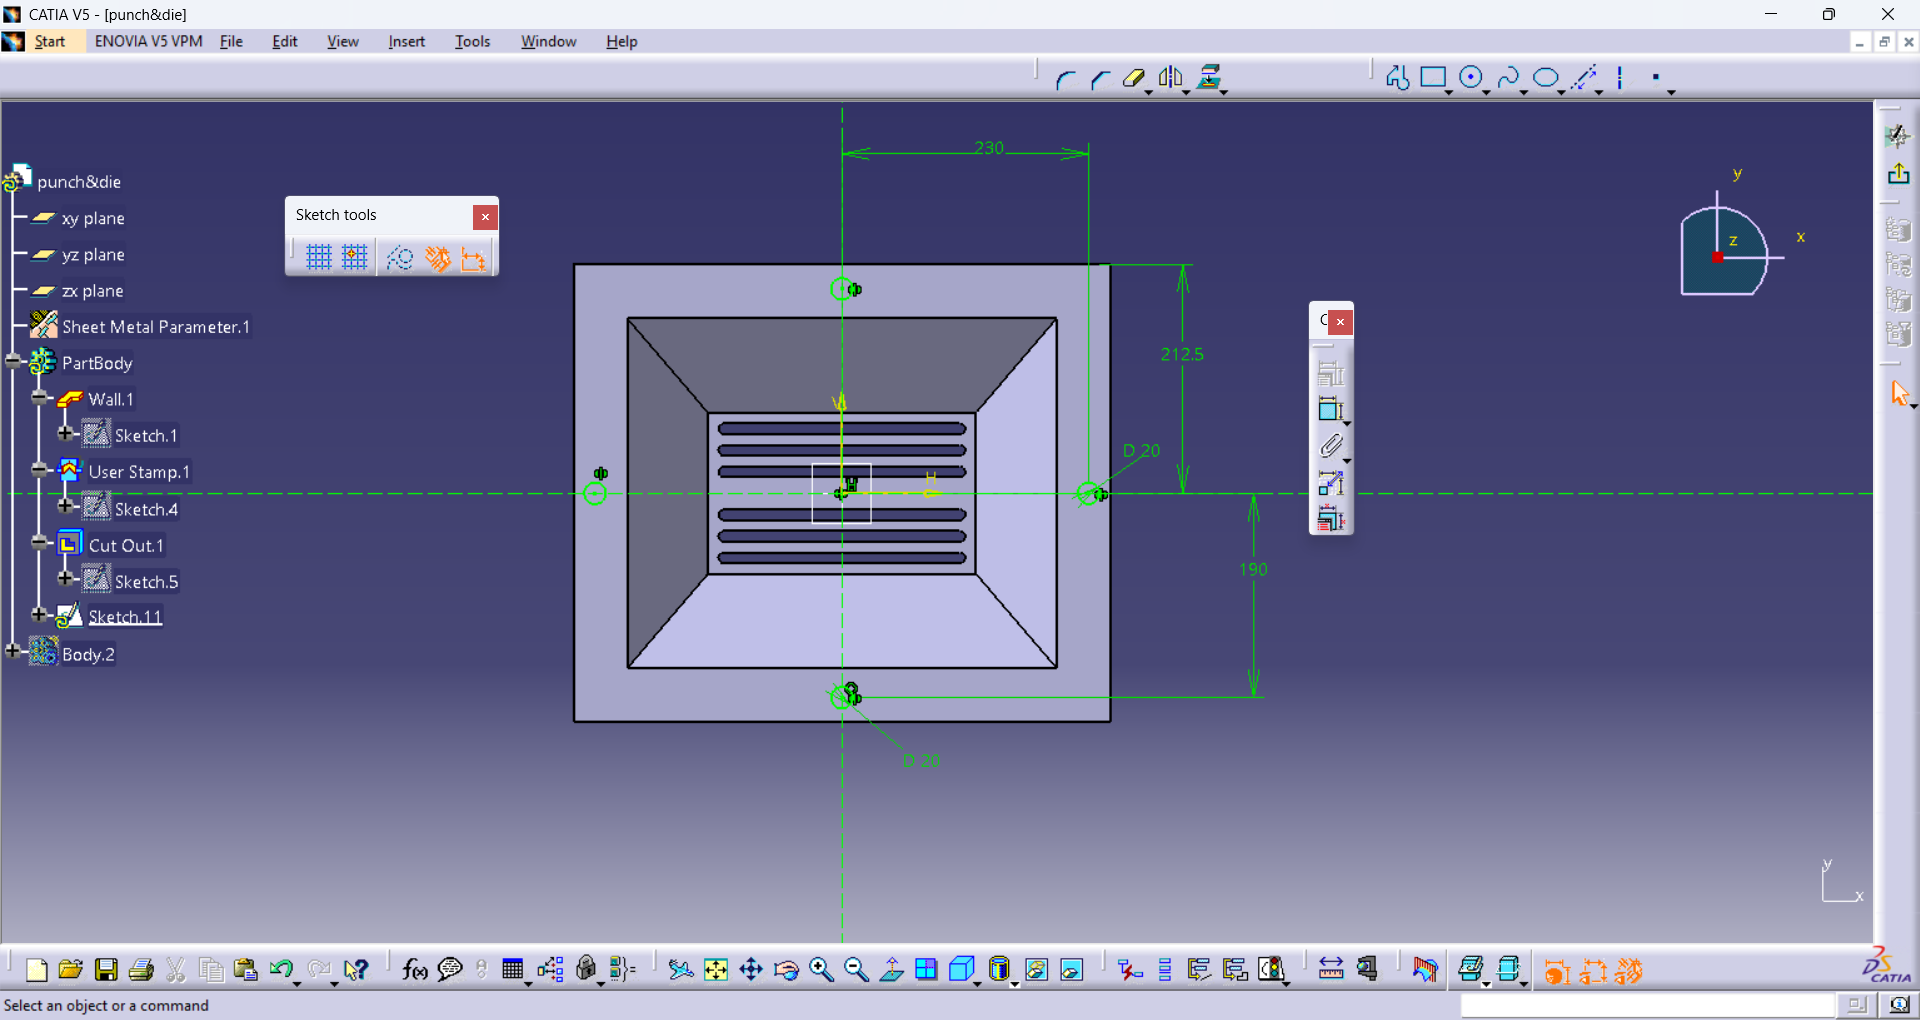 CATIA V5 - [punch&die]
Start ENOVIA V5 VPM File Edit View Insert Tools Window Help
punch&die
xy plane
yz plane
zx plane
Sheet Metal Parameter.1
PartBody
Wall.1
Sketch.1
User Stamp.1
Sketch.4
Cut Out.1
Sketch.5
Sketch.11
Body.2
Sketch tools
230
212.5
D 20
190
D 20
V
H
y
x
z
C
y
x
f(x)
CATIA
Select an object or a command